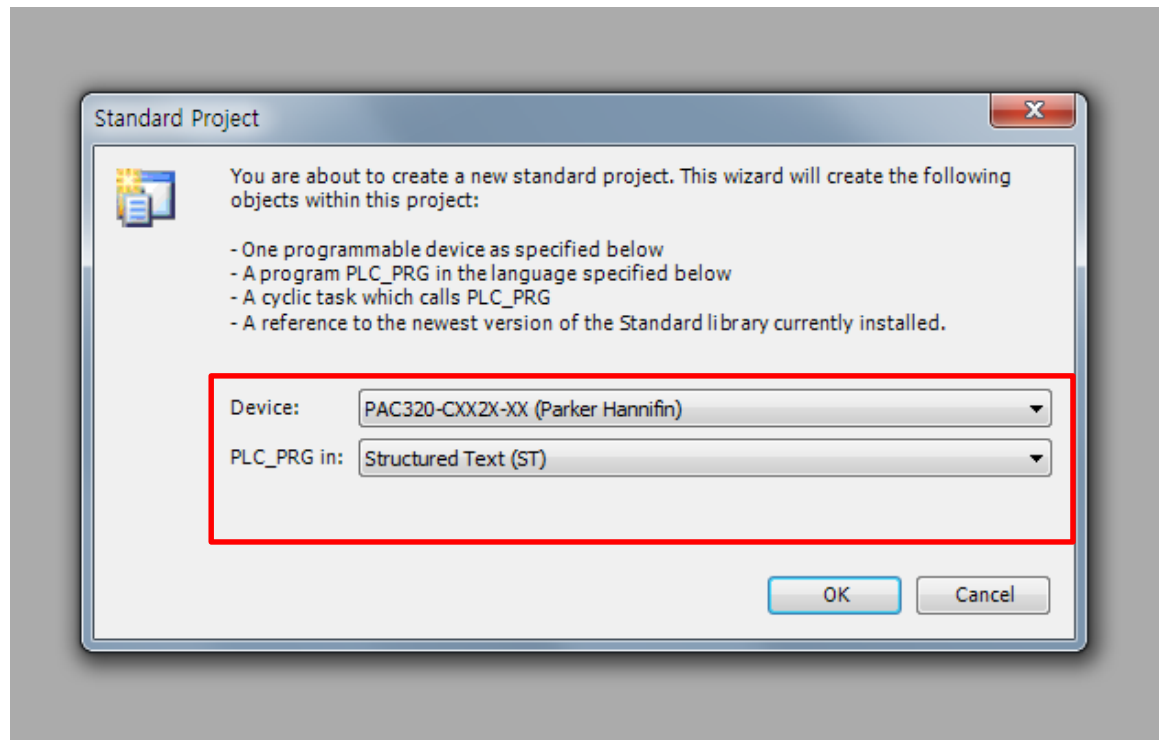 Standard Project
You are about to create a new standard project. This wizard will create the following
objects within this project:
- One programmable device as specified below
- A program PLC_PRG in the language specified below
- A cyclic task which calls PLC_PRG
- A reference to the newest version of the Standard library currently installed.
Device: PAC320-CXX2X-XX (Parker Hannifin)
PLC_PRG in: Structured Text (ST)
OK Cancel